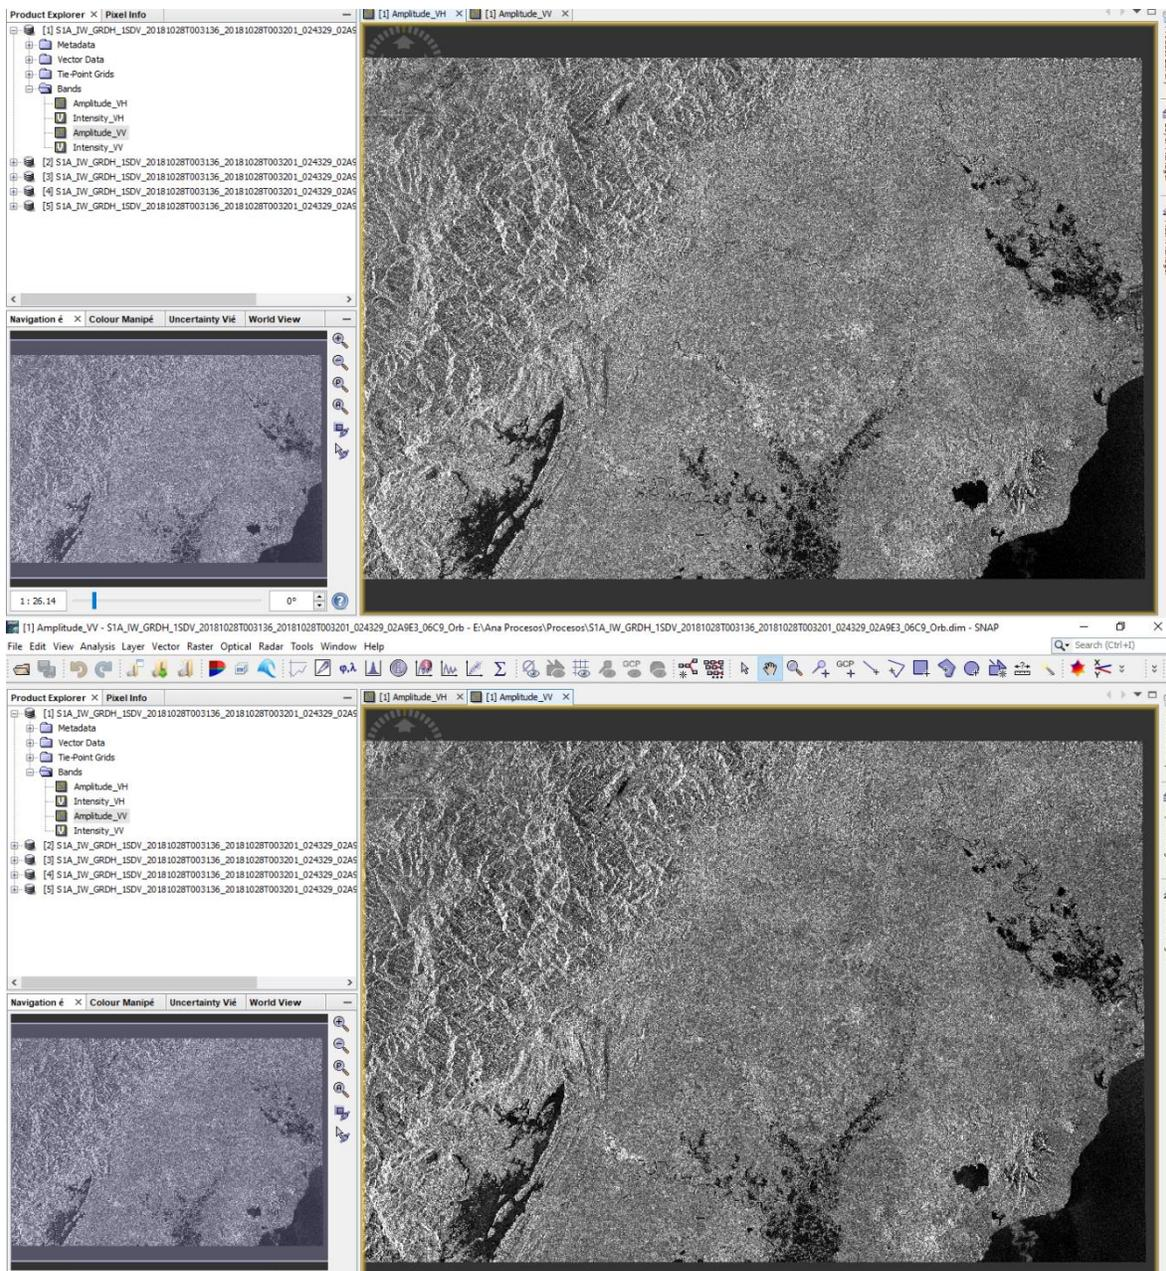 Product Explorer × Pixel Info
[1] Amplitude_VH × [1] Amplitude_VV ×
[1] S1A_IW_GRDH_1SDV_20181028T003136_20181028T003201_024329_02A9
Metadata
Vector Data
Tie-Point Grids
Bands
Amplitude_VH
Intensity_VH
Amplitude_VV
Intensity_VV
[2] S1A_IW_GRDH_1SDV_20181028T003136_20181028T003201_024329_02A9
[3] S1A_IW_GRDH_1SDV_20181028T003136_20181028T003201_024329_02A9
[4] S1A_IW_GRDH_1SDV_20181028T003136_20181028T003201_024329_02A9
[5] S1A_IW_GRDH_1SDV_20181028T003136_20181028T003201_024329_02A9
Navigation é × Colour Manipé Uncertainty Vié World View
1 : 26.14 0°
[1] Amplitude_VV - S1A_IW_GRDH_1SDV_20181028T003136_20181028T003201_024329_02A9E3_06C9_Orb - E:\Ana Procesos\Procesos\S1A_IW_GRDH_1SDV_20181028T003136_20181028T003201_024329_02A9E3_06C9_Orb.dim - SNAP
File Edit View Analysis Layer Vector Raster Optical Radar Tools Window Help
Search (Ctrl+I)
φ,λ Σ GCP GCP
Product Explorer × Pixel Info
[1] Amplitude_VH × [1] Amplitude_VV ×
[1] S1A_IW_GRDH_1SDV_20181028T003136_20181028T003201_024329_02A9
Metadata
Vector Data
Tie-Point Grids
Bands
Amplitude_VH
Intensity_VH
Amplitude_VV
Intensity_VV
[2] S1A_IW_GRDH_1SDV_20181028T003136_20181028T003201_024329_02A9
[3] S1A_IW_GRDH_1SDV_20181028T003136_20181028T003201_024329_02A9
[4] S1A_IW_GRDH_1SDV_20181028T003136_20181028T003201_024329_02A9
[5] S1A_IW_GRDH_1SDV_20181028T003136_20181028T003201_024329_02A9
Navigation é × Colour Manipé Uncertainty Vié World View